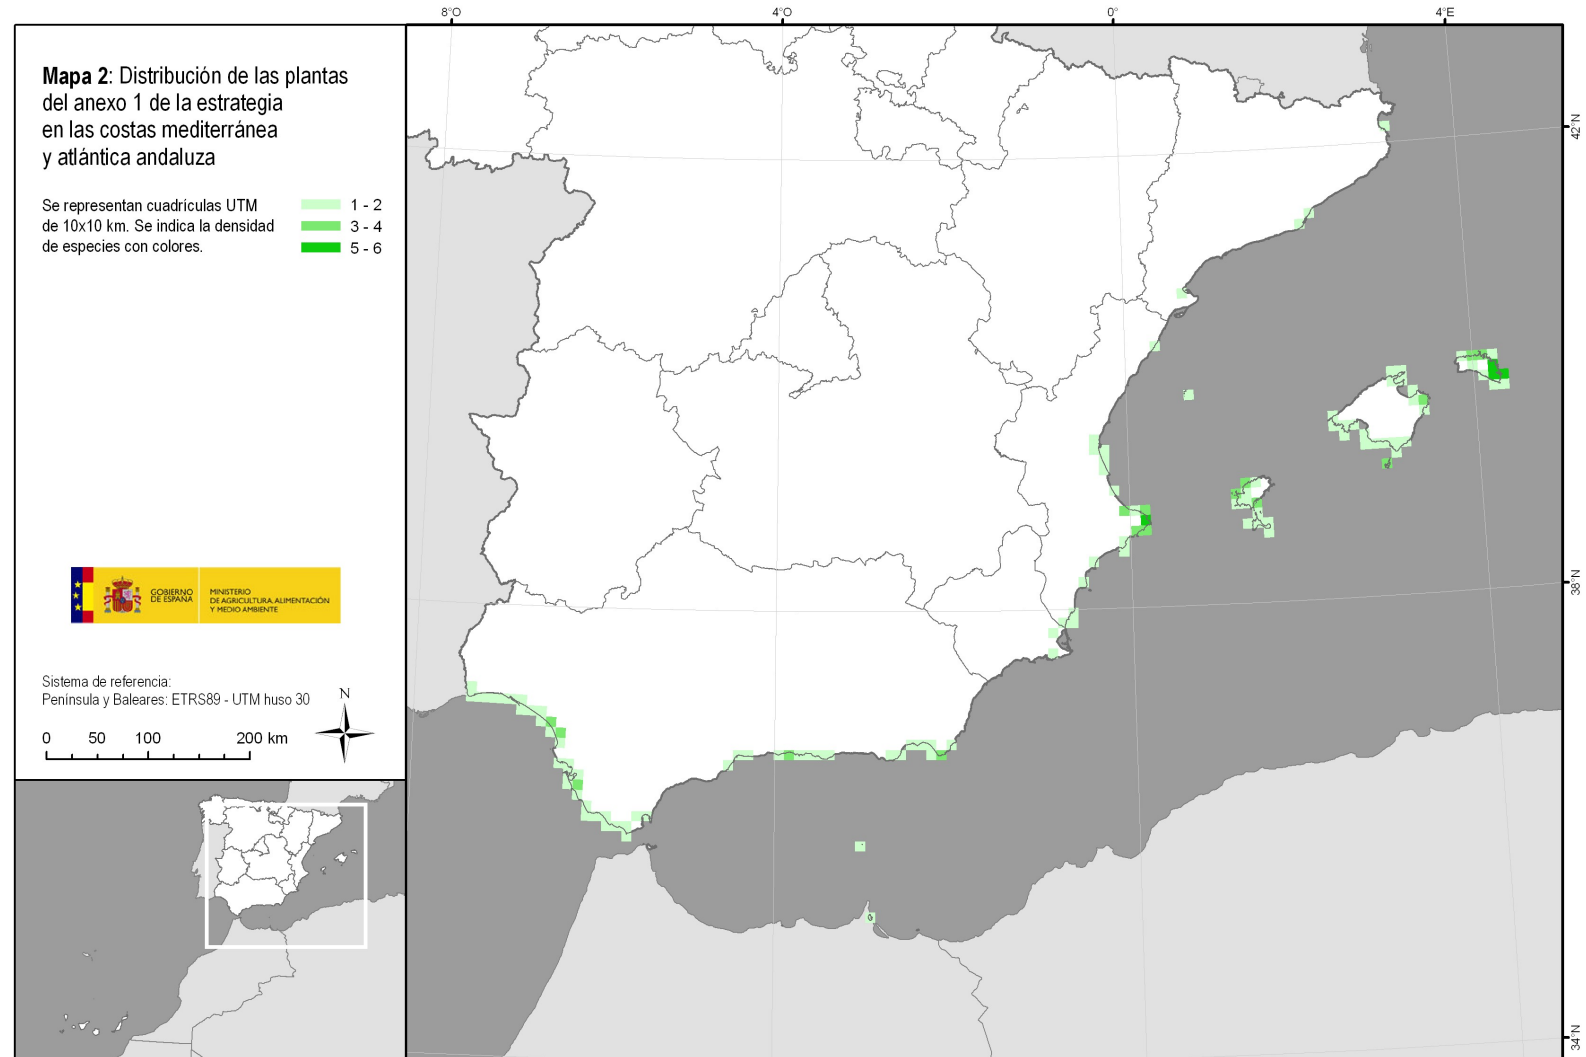 8°O 4°O 0° 4°E
Mapa 2: Distribución de las plantas
del anexo 1 de la estrategia
en las costas mediterránea
y atlántica andaluza
Se representan cuadrículas UTM
de 10x10 km. Se indica la densidad
de especies con colores.
1 - 2
3 - 4
5 - 6
GOBIERNO
DE ESPAÑA
MINISTERIO
DE AGRICULTURA, ALIMENTACIÓN
Y MEDIO AMBIENTE
Sistema de referencia:
Península y Baleares: ETRS89 - UTM huso 30
N
0 50 100 200 km
42°N
38°N
34°N